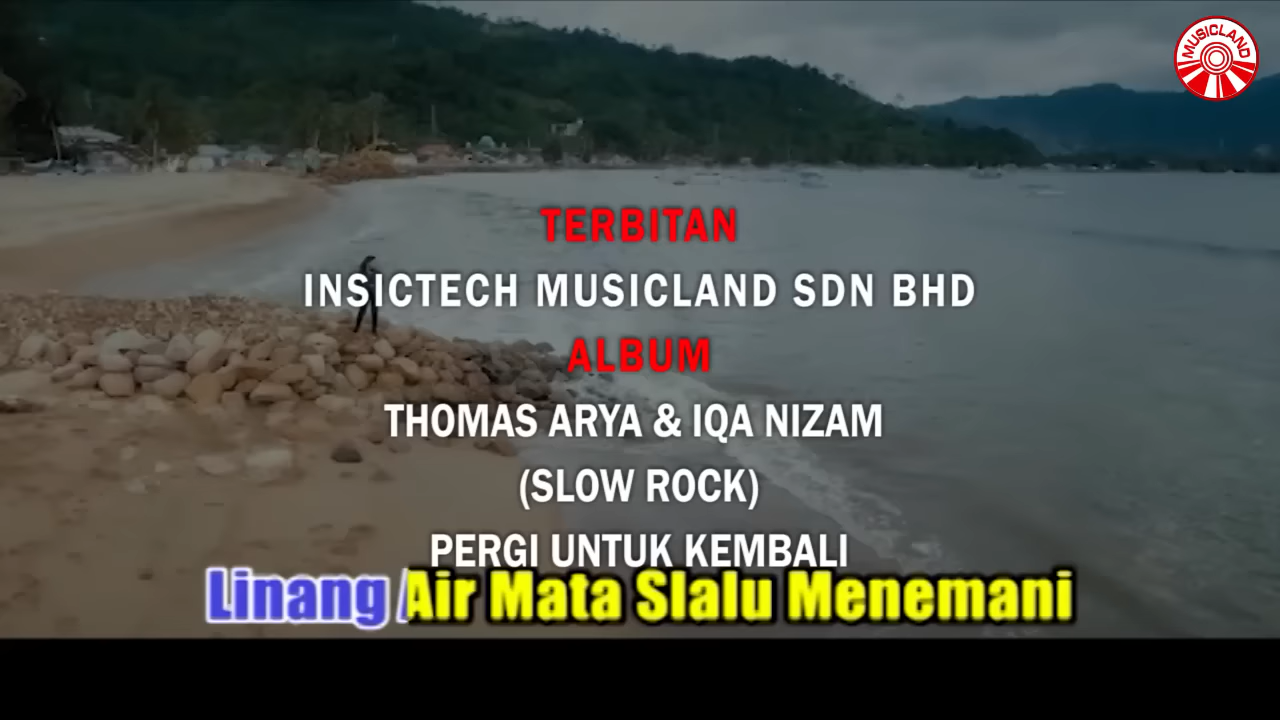 MUSICLAND
TERBITAN
INSICTECH MUSICLAND SDN BHD
ALBUM
THOMAS ARYA & IQA NIZAM
(SLOW ROCK)
PERGI UNTUK KEMBALI
Linang Air Mata Slalu Menemani